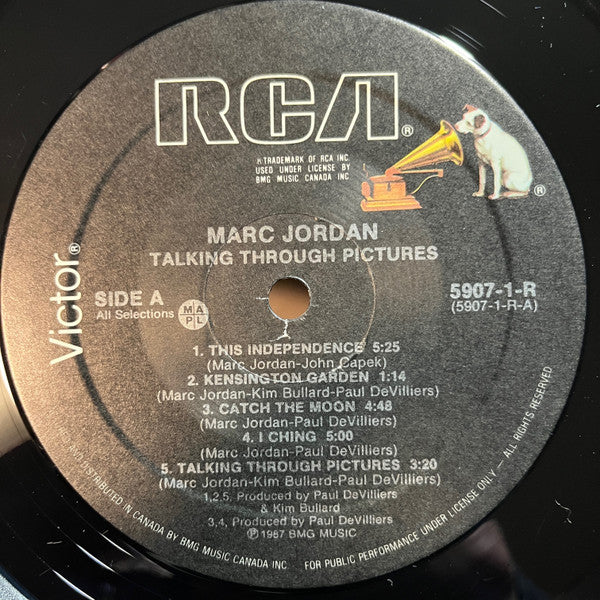 RCA®
® TRADEMARK OF RCA INC
USED UNDER LICENSE BY
BMG MUSIC CANADA INC
®
Victor®
MARC JORDAN
TALKING THROUGH PICTURES
SIDE A
All Selections
MAPL
5907-1-R
(5907-1-R-A)
1. THIS INDEPENDENCE 5:25
(Marc Jordan-John Capek)
2. KENSINGTON GARDEN 1:14
(Marc Jordan-Kim Bullard-Paul DeVilliers)
3. CATCH THE MOON 4:48
(Marc Jordan-Paul DeVilliers)
4. I CHING 5:00
(Marc Jordan-Paul DeVilliers)
5. TALKING THROUGH PICTURES 3:20
(Marc Jordan-Kim Bullard-Paul DeVilliers)
1,2,5, Produced by Paul DeVilliers
& Kim Bullard
3,4, Produced by Paul DeVilliers
℗ 1987 BMG MUSIC
DISTRIBUTED IN CANADA BY BMG MUSIC CANADA INC. FOR PUBLIC PERFORMANCE UNDER LICENSE ONLY — ALL RIGHTS RESERVED